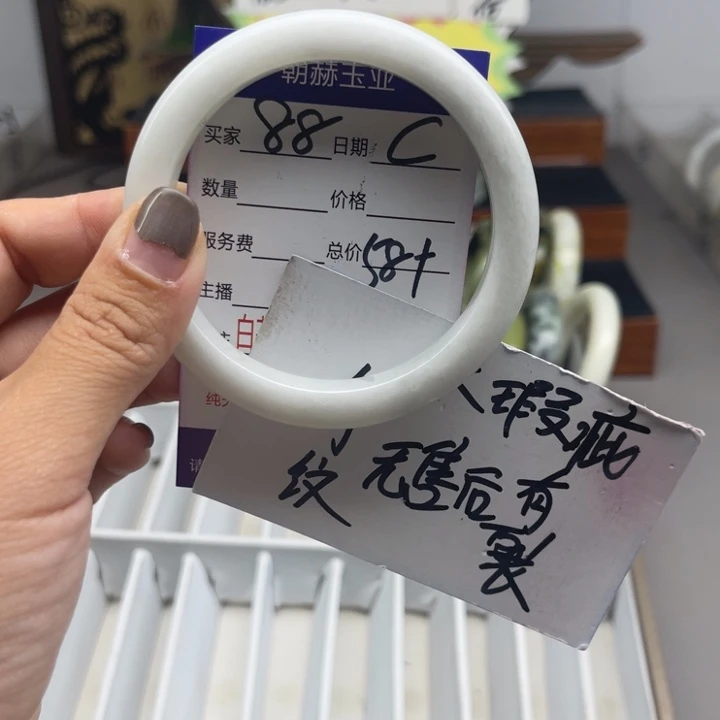 朝赫玉业
买家 88 日期
数量 价格
服务费 总价
主播
瑕疵
无售后有
裂
纹